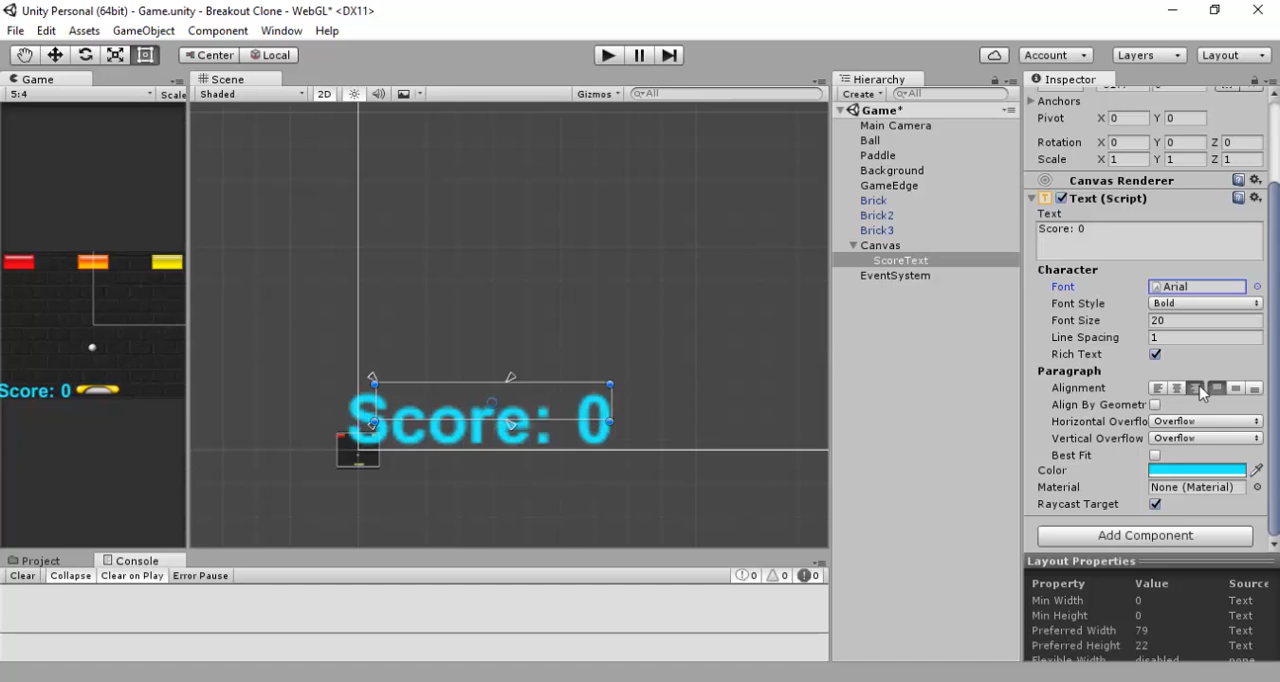 Unity Personal (64bit) - Game.unity - Breakout Clone - WebGL* <DX11>
File Edit Assets GameObject Component Window Help
Center Local Account Layers Layout
Game Scene Hierarchy Inspector
5:4 Scale Shaded 2D Gizmos All Create All
Game*
Main Camera
Ball
Paddle
Background
GameEdge
Brick
Brick2
Brick3
Canvas
ScoreText
EventSystem
Score: 0
Score: 0
Anchors
Pivot X 0 Y 0
Rotation X 0 Y 0 Z 0
Scale X 1 Y 1 Z 1
Canvas Renderer
Text (Script)
Text
Score: 0
Character
Font Arial
Font Style Bold
Font Size 20
Line Spacing 1
Rich Text
Paragraph
Alignment
Align By Geometr
Horizontal Overflo Overflow
Vertical Overflow Overflow
Best Fit
Color
Material None (Material)
Raycast Target
Add Component
Layout Properties
Property Value Source
Min Width 0 Text
Min Height 0 Text
Preferred Width 79 Text
Preferred Height 22 Text
Flexible Width disabled
Project Console
Clear Collapse Clear on Play Error Pause 0 0 0